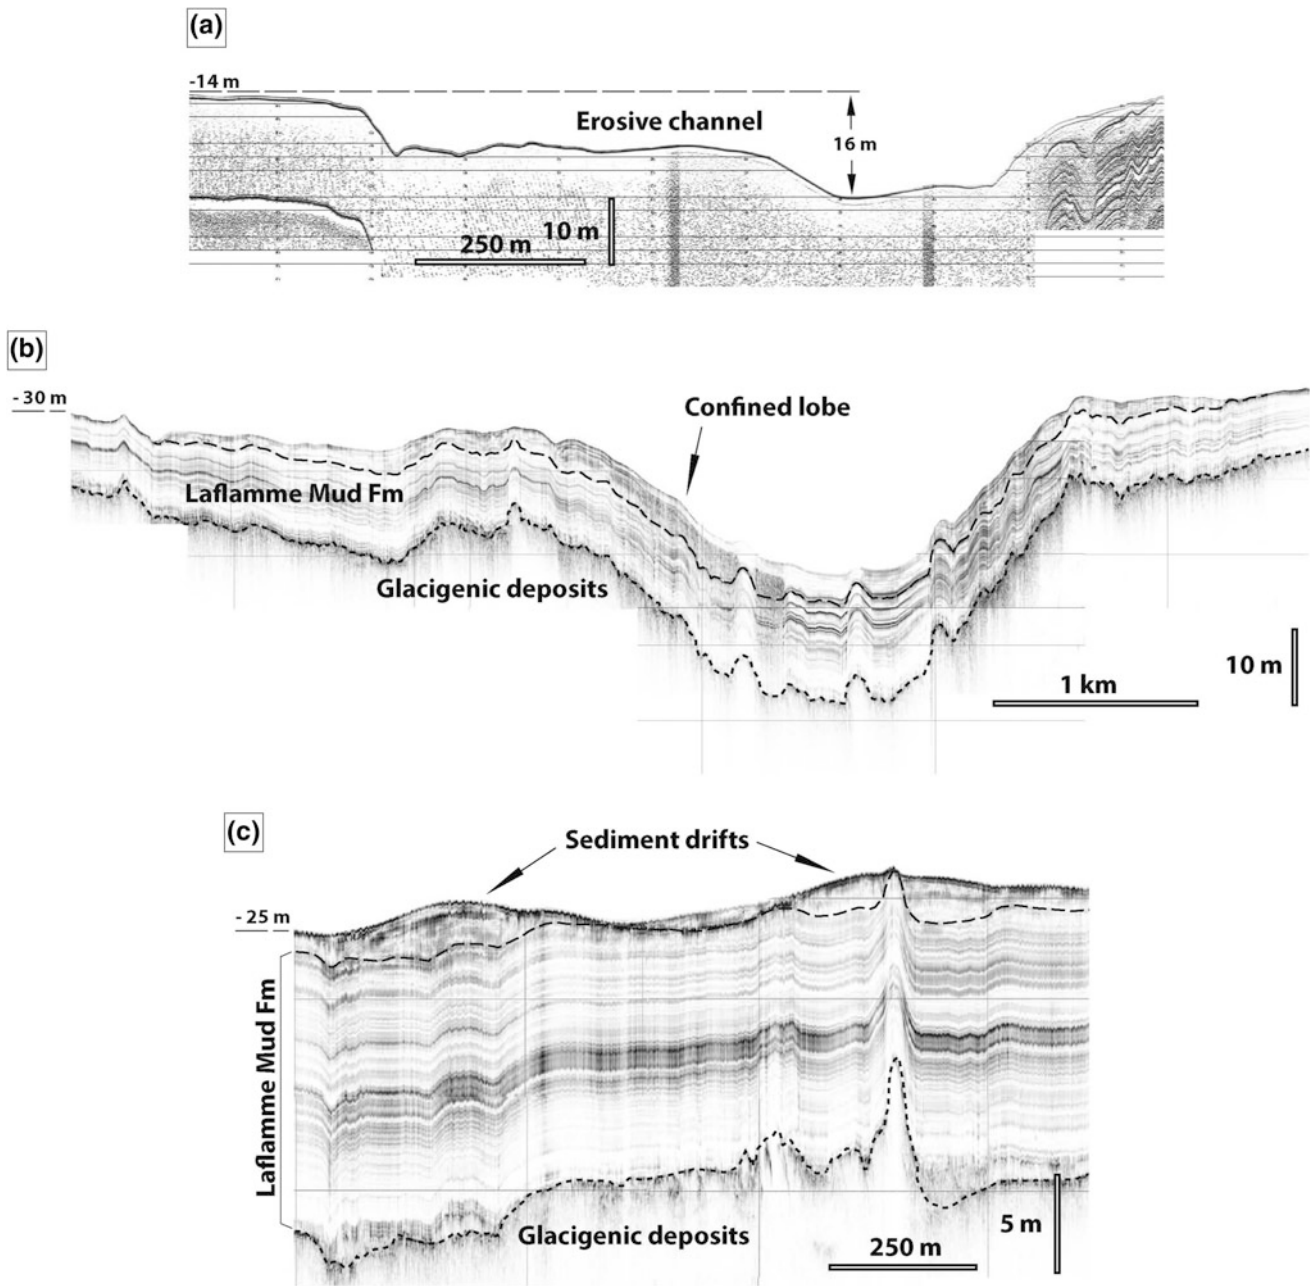 (a)
-14 m
Erosive channel
16 m
10 m
250 m
(b)
- 30 m
Confined lobe
Laflamme Mud Fm
Glacigenic deposits
10 m
1 km
(c)
Sediment drifts
- 25 m
Laflamme Mud Fm
Glacigenic deposits
5 m
250 m